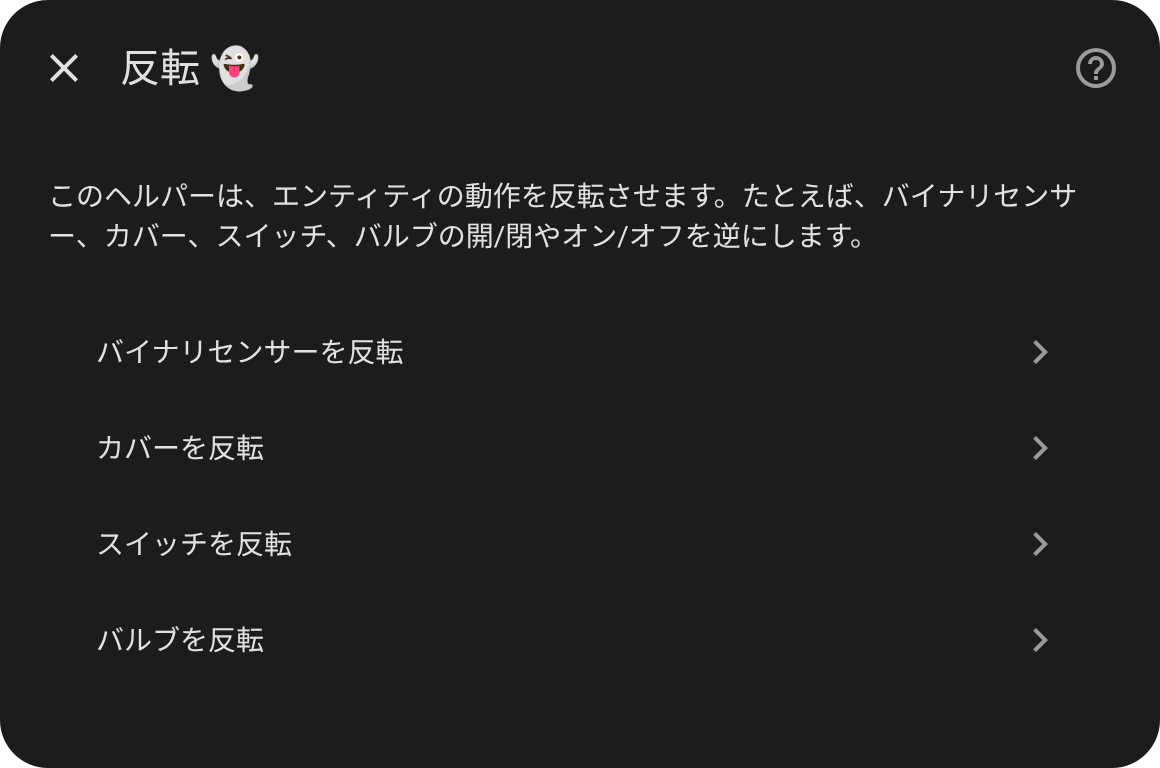 反転 👻
このヘルパーは、エンティティの動作を反転させます。たとえば、バイナリセンサ
ー、カバー、スイッチ、バルブの開/閉やオン/オフを逆にします。
バイナリセンサーを反転
カバーを反転
スイッチを反転
バルブを反転